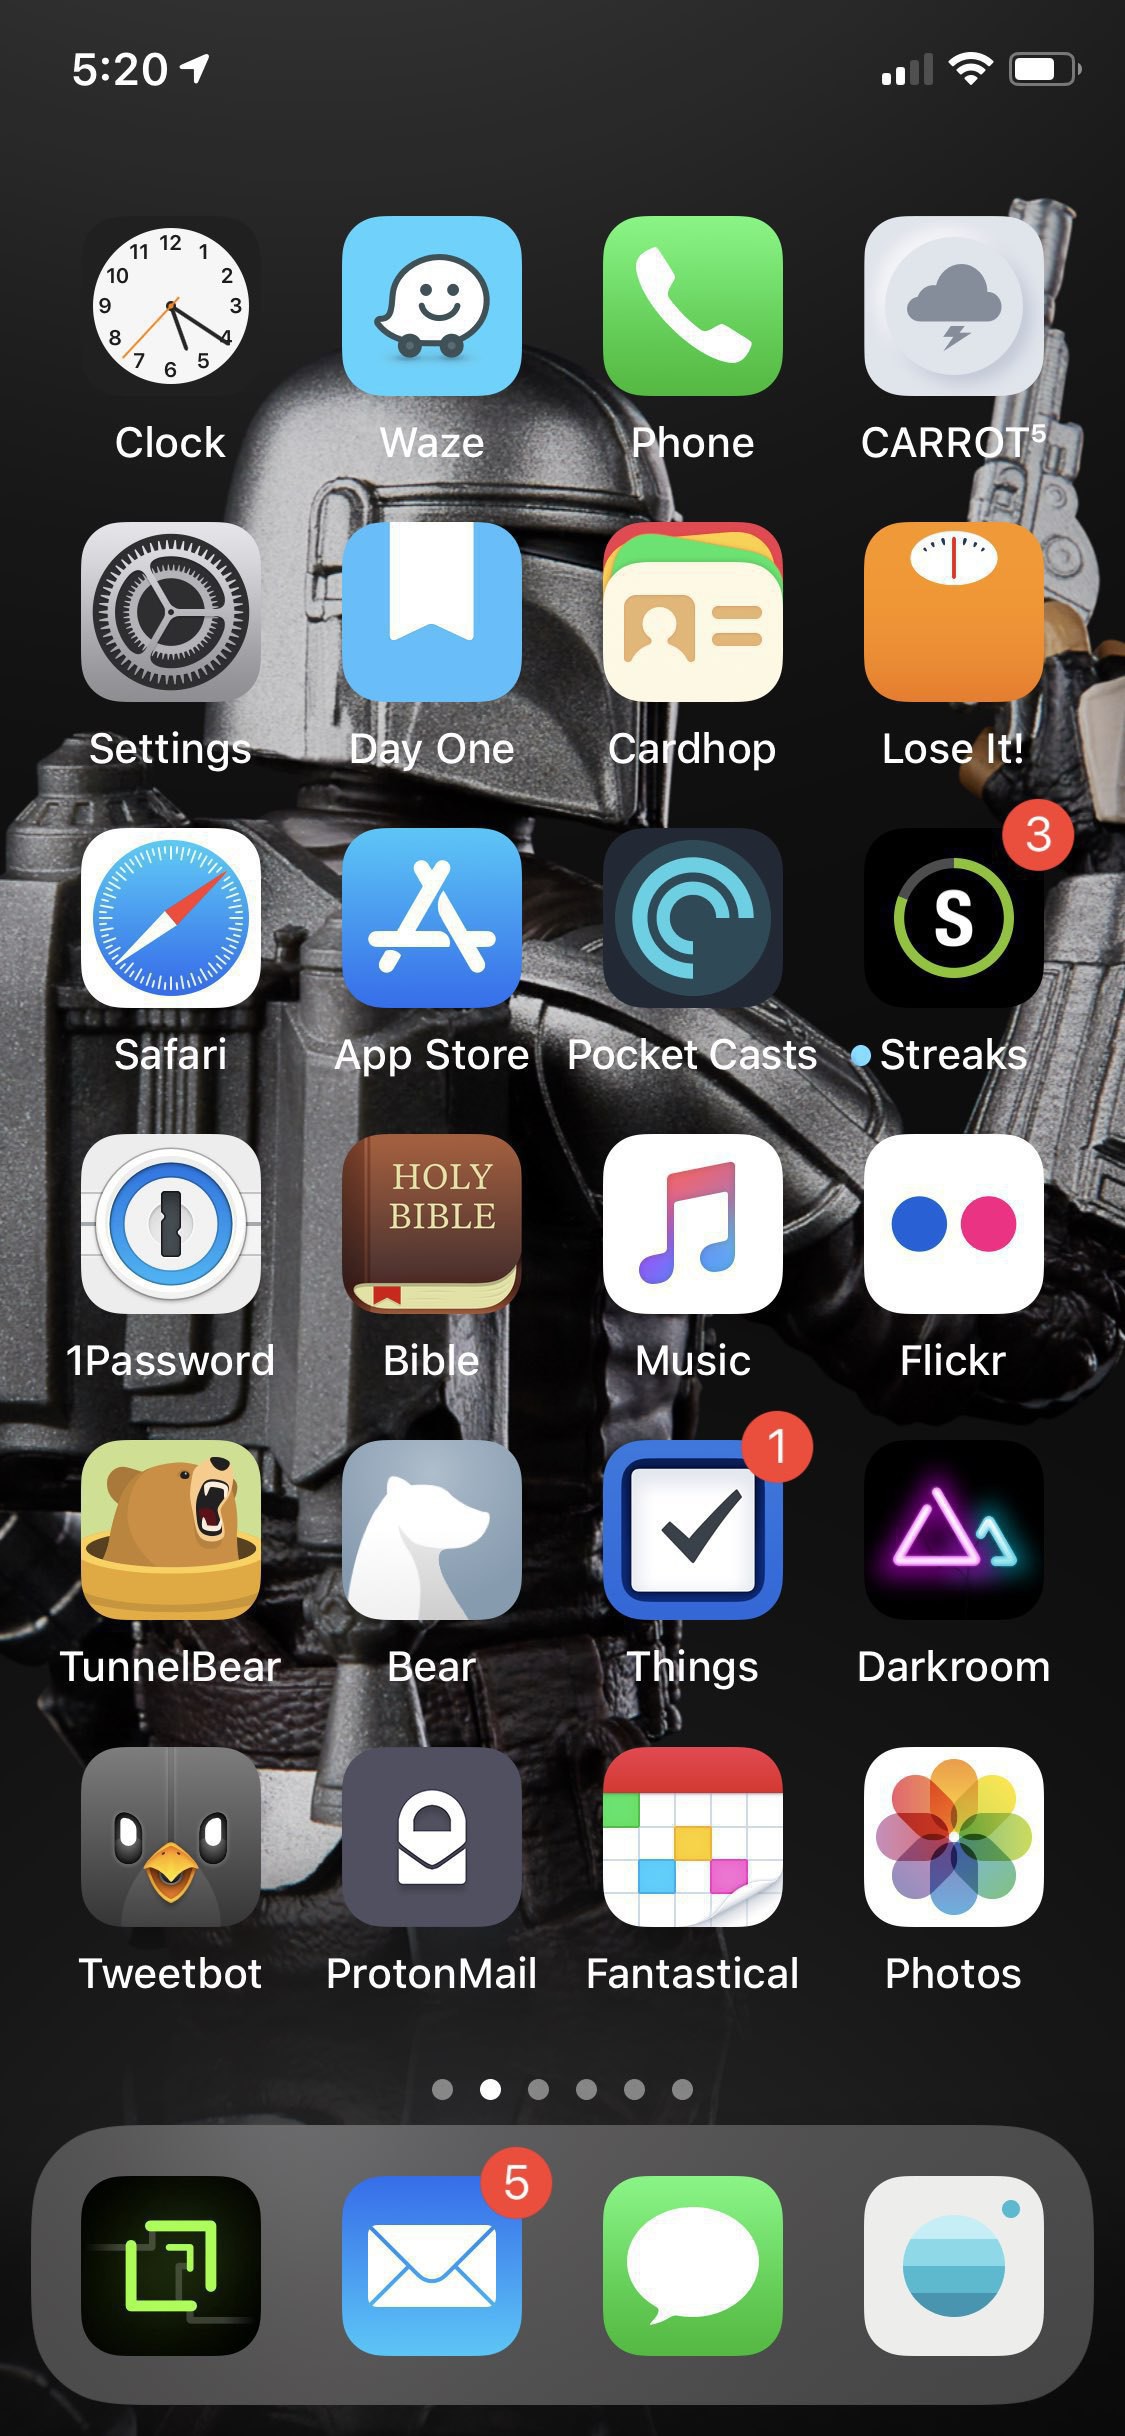 5:20
12
11 1
10 2
9 3
8 4
7 5
6
Clock Waze Phone CARROT⁵
Settings Day One Cardhop Lose It!
3
S
Safari App Store Pocket Casts Streaks
HOLY
BIBLE
1Password Bible Music Flickr
1
TunnelBear Bear Things Darkroom
Tweetbot ProtonMail Fantastical Photos
5